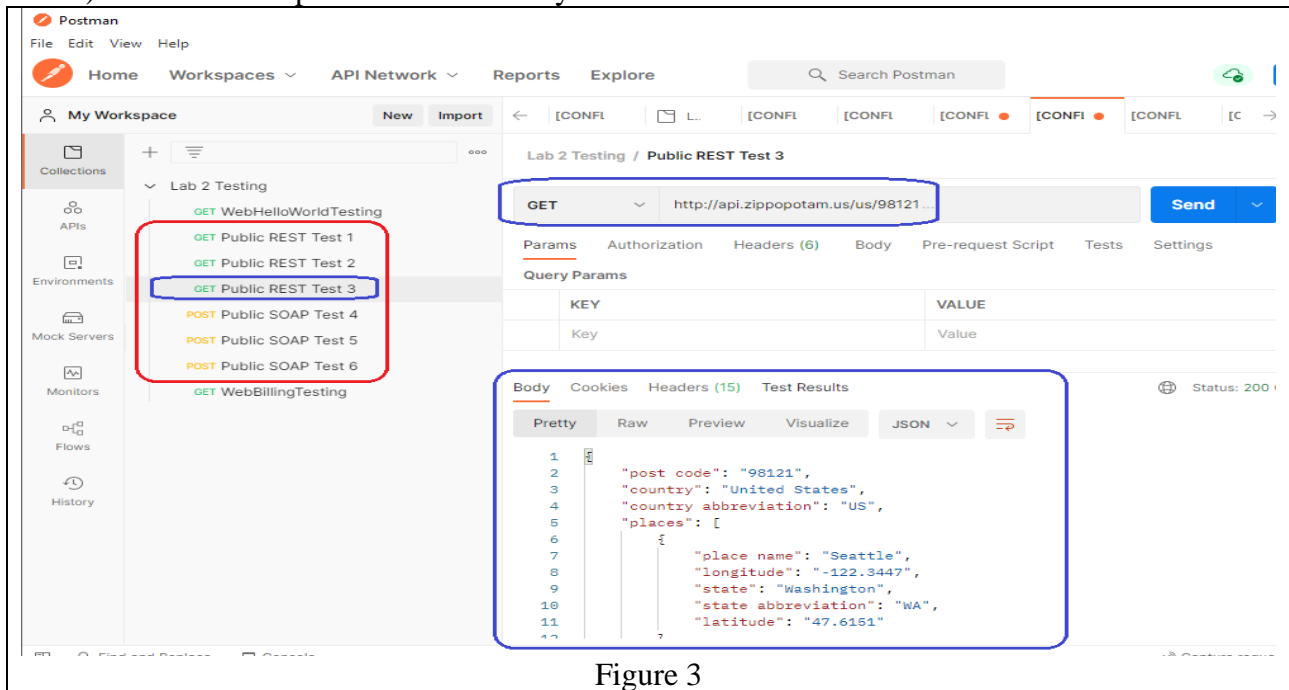 Postman
File Edit View Help
Home Workspaces API Network Reports Explore Search Postman
My Workspace New Import [CONFL L.. [CONFL [CONFL [CONFL [CONFI [CONFL [C
Collections
Lab 2 Testing / Public REST Test 3
Lab 2 Testing
APIs
GET WebHelloWorldTesting
GET Public REST Test 1
GET Public REST Test 2
Environments
GET Public REST Test 3
POST Public SOAP Test 4
Mock Servers
POST Public SOAP Test 5
POST Public SOAP Test 6
Monitors
GET WebBillingTesting
Flows
History
GET http://api.zippopotam.us/us/98121... Send
Params Authorization Headers (6) Body Pre-request Script Tests Settings
Query Params
KEY VALUE
Key Value
Body Cookies Headers (15) Test Results Status: 200
Pretty Raw Preview Visualize JSON
1 {
2 "post code": "98121",
3 "country": "United States",
4 "country abbreviation": "US",
5 "places": [
6 {
7 "place name": "Seattle",
8 "longitude": "-122.3447",
9 "state": "Washington",
10 "state abbreviation": "WA",
11 "latitude": "47.6151"
12 }
Figure 3